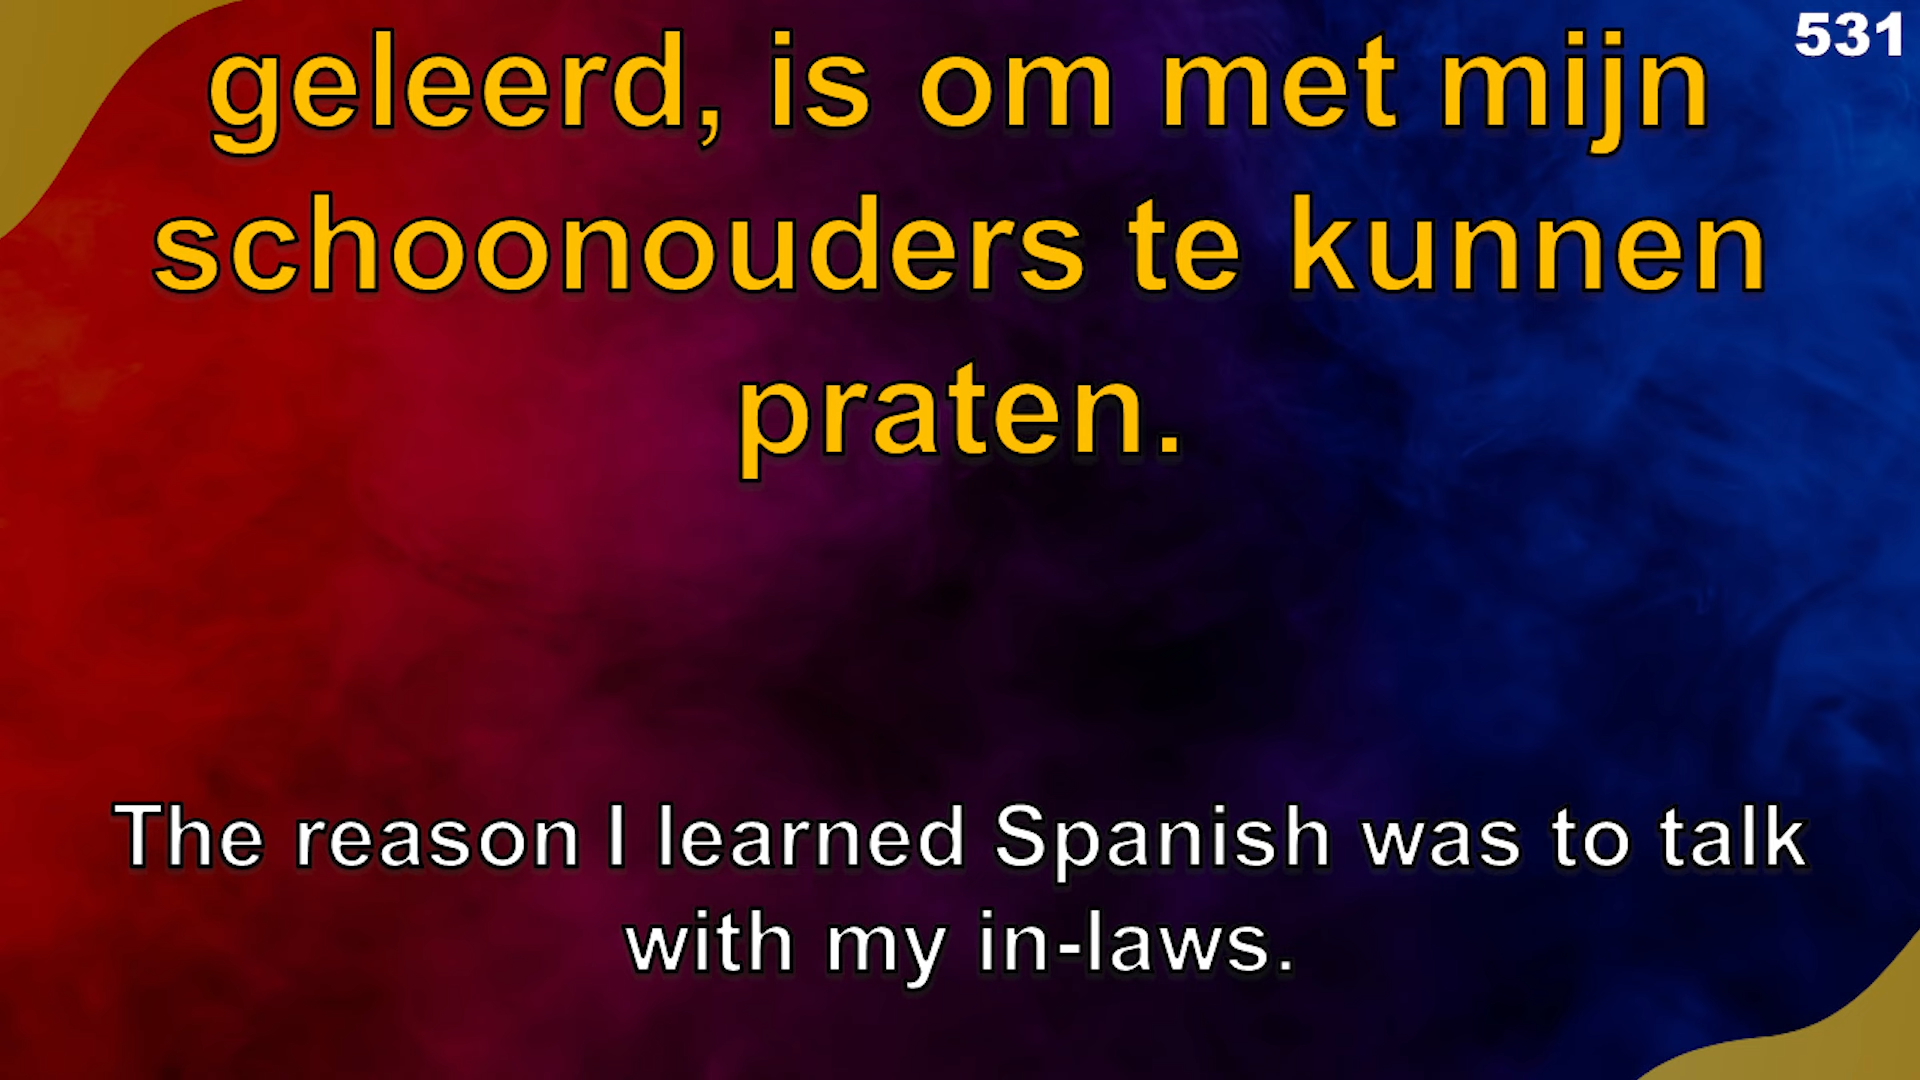 531
geleerd, is om met mijn
schoonouders te kunnen
praten.
The reason I learned Spanish was to talk
with my in-laws.